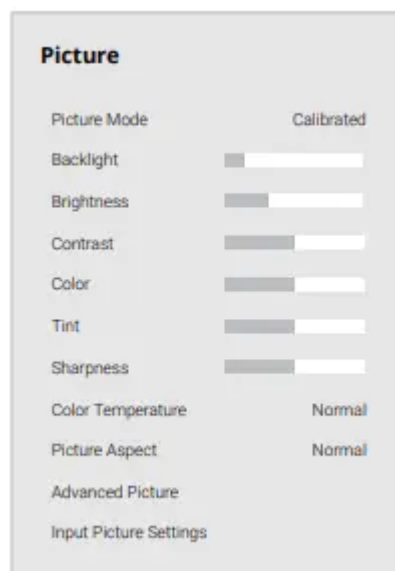 Picture
Picture Mode Calibrated
Backlight
Brightness
Contrast
Color
Tint
Sharpness
Color Temperature Normal
Picture Aspect Normal
Advanced Picture
Input Picture Settings